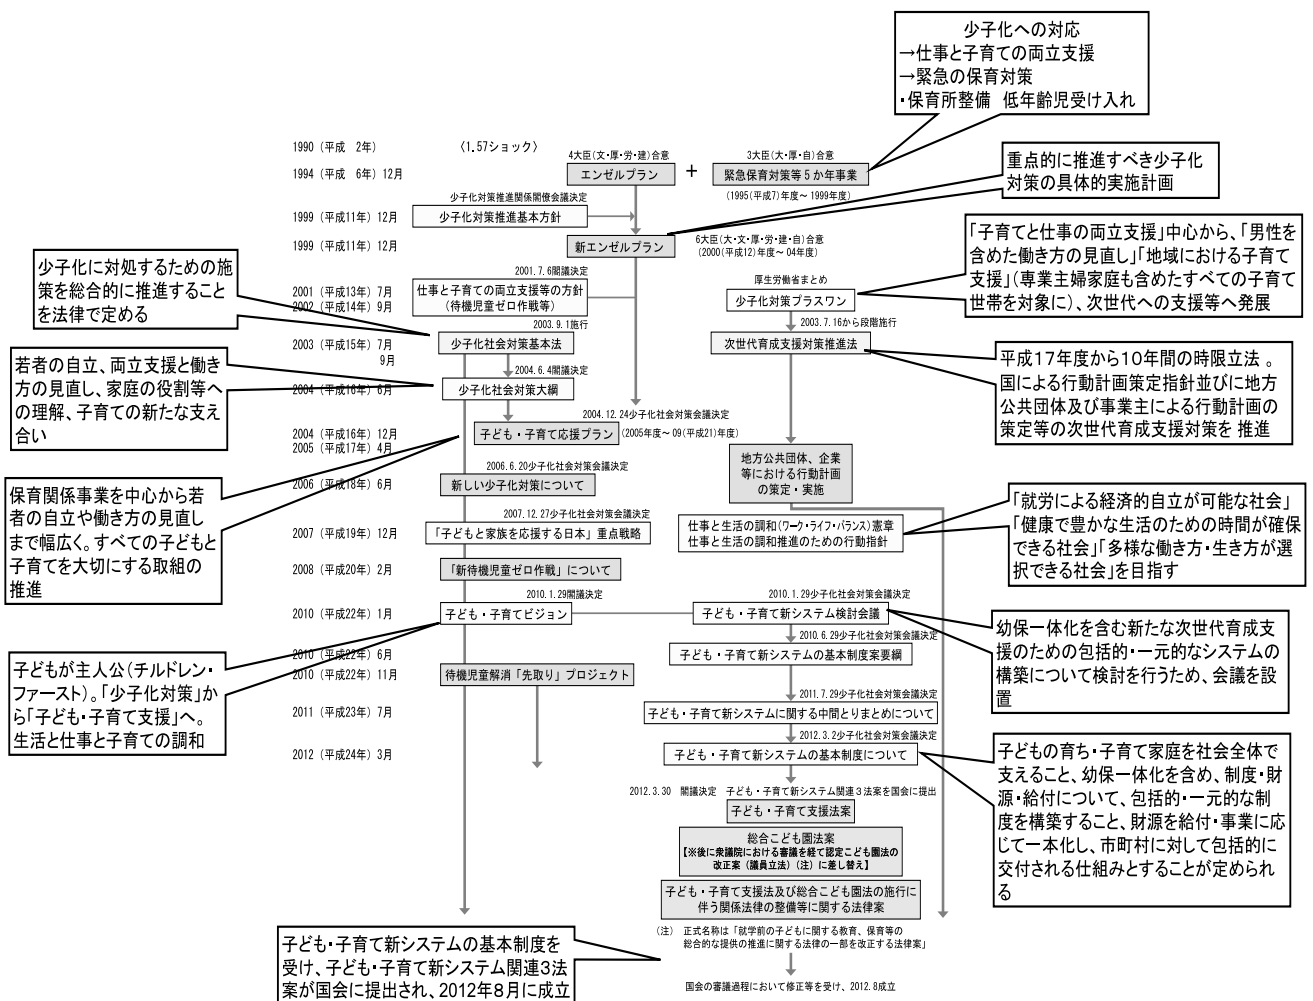 少子化への対応
→仕事と子育ての両立支援
→緊急の保育対策
・保育所整備　低年齢児受け入れ
1990（平成　2年）
〈1.57ショック〉
4大臣（文・厚・労・建）合意
3大臣（大・厚・自）合意
1994（平成　6年）12月
エンゼルプラン
＋
緊急保育対策等５か年事業
（1995（平成7）年度～1999年度）
重点的に推進すべき少子化
対策の具体的実施計画
少子化対策推進関係閣僚会議決定
1999（平成11年）12月
少子化対策推進基本方針
1999（平成11年）12月
新エンゼルプラン
6大臣（大・文・厚・労・建・自）合意
（2000（平成12）年度～04年度）
「子育てと仕事の両立支援」中心から、「男性
を含めた働き方の見直し」「地域における子育て
支援」（専業主婦家庭も含めたすべての子育て
世帯を対象に）、次世代への支援等へ発展
少子化に対処するための施
策を総合的に推進すること
を法律で定める
2001.7.6閣議決定
厚生労働省まとめ
2001（平成13年）7月
2002（平成14年）9月
仕事と子育ての両立支援等の方針
（待機児童ゼロ作戦等）
少子化対策プラスワン
2003.9.1施行
2003.7.16から段階施行
2003（平成15年）7月
9月
少子化社会対策基本法
次世代育成支援対策推進法
平成１７年度から１０年間の時限立法 。
国による行動計画策定指針並びに地方
公共団体及び事業主による行動計画の
策定等の次世代育成支援対策を 推進
若者の自立、両立支援と働き
方の見直し、家庭の役割等へ
の理解、子育ての新たな支え
合い
2004.6.4閣議決定
2004（平成16年）6月
少子化社会対策大綱
2004.12.24少子化社会対策会議決定
2004（平成16年）12月
2005（平成17年）4月
子ども・子育て応援プラン
（2005年度～09（平成21）年度）
地方公共団体、企業
等における行動計画
の策定・実施
2006.6.20少子化社会対策会議決定
2006（平成18年）6月
新しい少子化対策について
保育関係事業を中心から若
者の自立や働き方の見直し
まで幅広く。すべての子どもと
子育てを大切にする取組の
推進
2007.12.27少子化社会対策会議決定
2007（平成19年）12月
「子どもと家族を応援する日本」重点戦略
仕事と生活の調和（ワーク・ライフ・バランス）憲章
仕事と生活の調和推進のための行動指針
「就労による経済的自立が可能な社会」
「健康で豊かな生活のための時間が確保
できる社会」「多様な働き方・生き方が選
択できる社会」を目指す
2008（平成20年）2月
「新待機児童ゼロ作戦」について
2010.1.29閣議決定
2010.1.29少子化社会対策会議決定
2010（平成22年）1月
子ども・子育てビジョン
子ども・子育て新システム検討会議
幼保一体化を含む新たな次世代育成支
援のための包括的・一元的なシステムの
構築について検討を行うため、会議を設
置
2010.6.29少子化社会対策会議決定
2010（平成22年）6月
子ども・子育て新システムの基本制度案要綱
2010（平成22年）11月
待機児童解消「先取り」プロジェクト
子どもが主人公（チルドレン・
ファースト）。「少子化対策」か
ら「子ども・子育て支援」へ。
生活と仕事と子育ての調和
2011.7.29少子化社会対策会議決定
2011（平成23年）7月
子ども・子育て新システムに関する中間とりまとめについて
2012.3.2少子化社会対策会議決定
2012（平成24年）3月
子ども・子育て新システムの基本制度について
子どもの育ち・子育て家庭を社会全体で
支えること、幼保一体化を含め、制度・財
源・給付について、包括的・一元的な制
度を構築すること、財源を給付・事業に応
じて一本化し、市町村に対して包括的に
交付される仕組みとすることが定められ
る
2012.3.30　閣議決定　子ども・子育て新システム関連３法案を国会に提出
子ども・子育て支援法案
総合こども園法案
【※後に衆議院における審議を経て認定こども園法の
改正案（議員立法）（注）に差し替え】
子ども・子育て支援法及び総合こども園法の施行に
伴う関係法律の整備等に関する法律案
（注）　正式名称は「就学前の子どもに関する教育、保育等の
総合的な提供の推進に関する法律の一部を改正する法律案」
子ども・子育て新システムの基本制度を
受け、子ども・子育て新システム関連３法
案が国会に提出され、2012年８月に成立
国会の審議過程において修正等を受け、2012.8成立